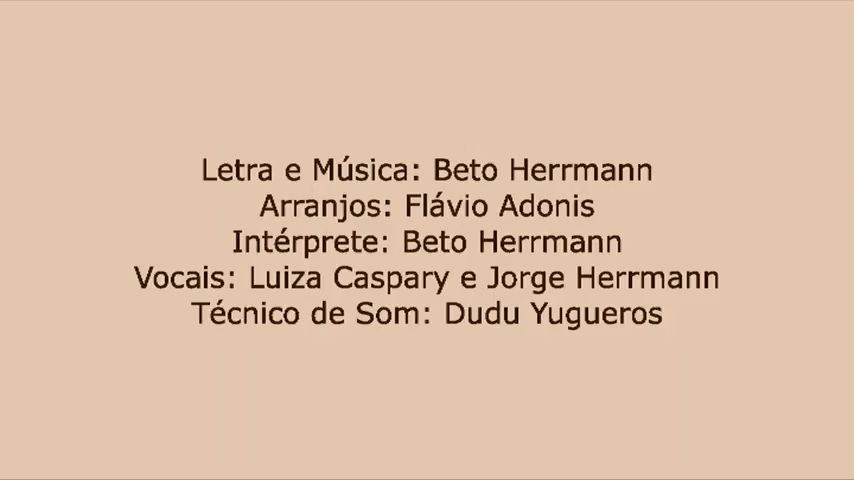 Letra e Música: Beto Herrmann
Arranjos: Flávio Adonis
Intérprete: Beto Herrmann
Vocais: Luiza Caspary e Jorge Herrmann
Técnico de Som: Dudu Yugueros